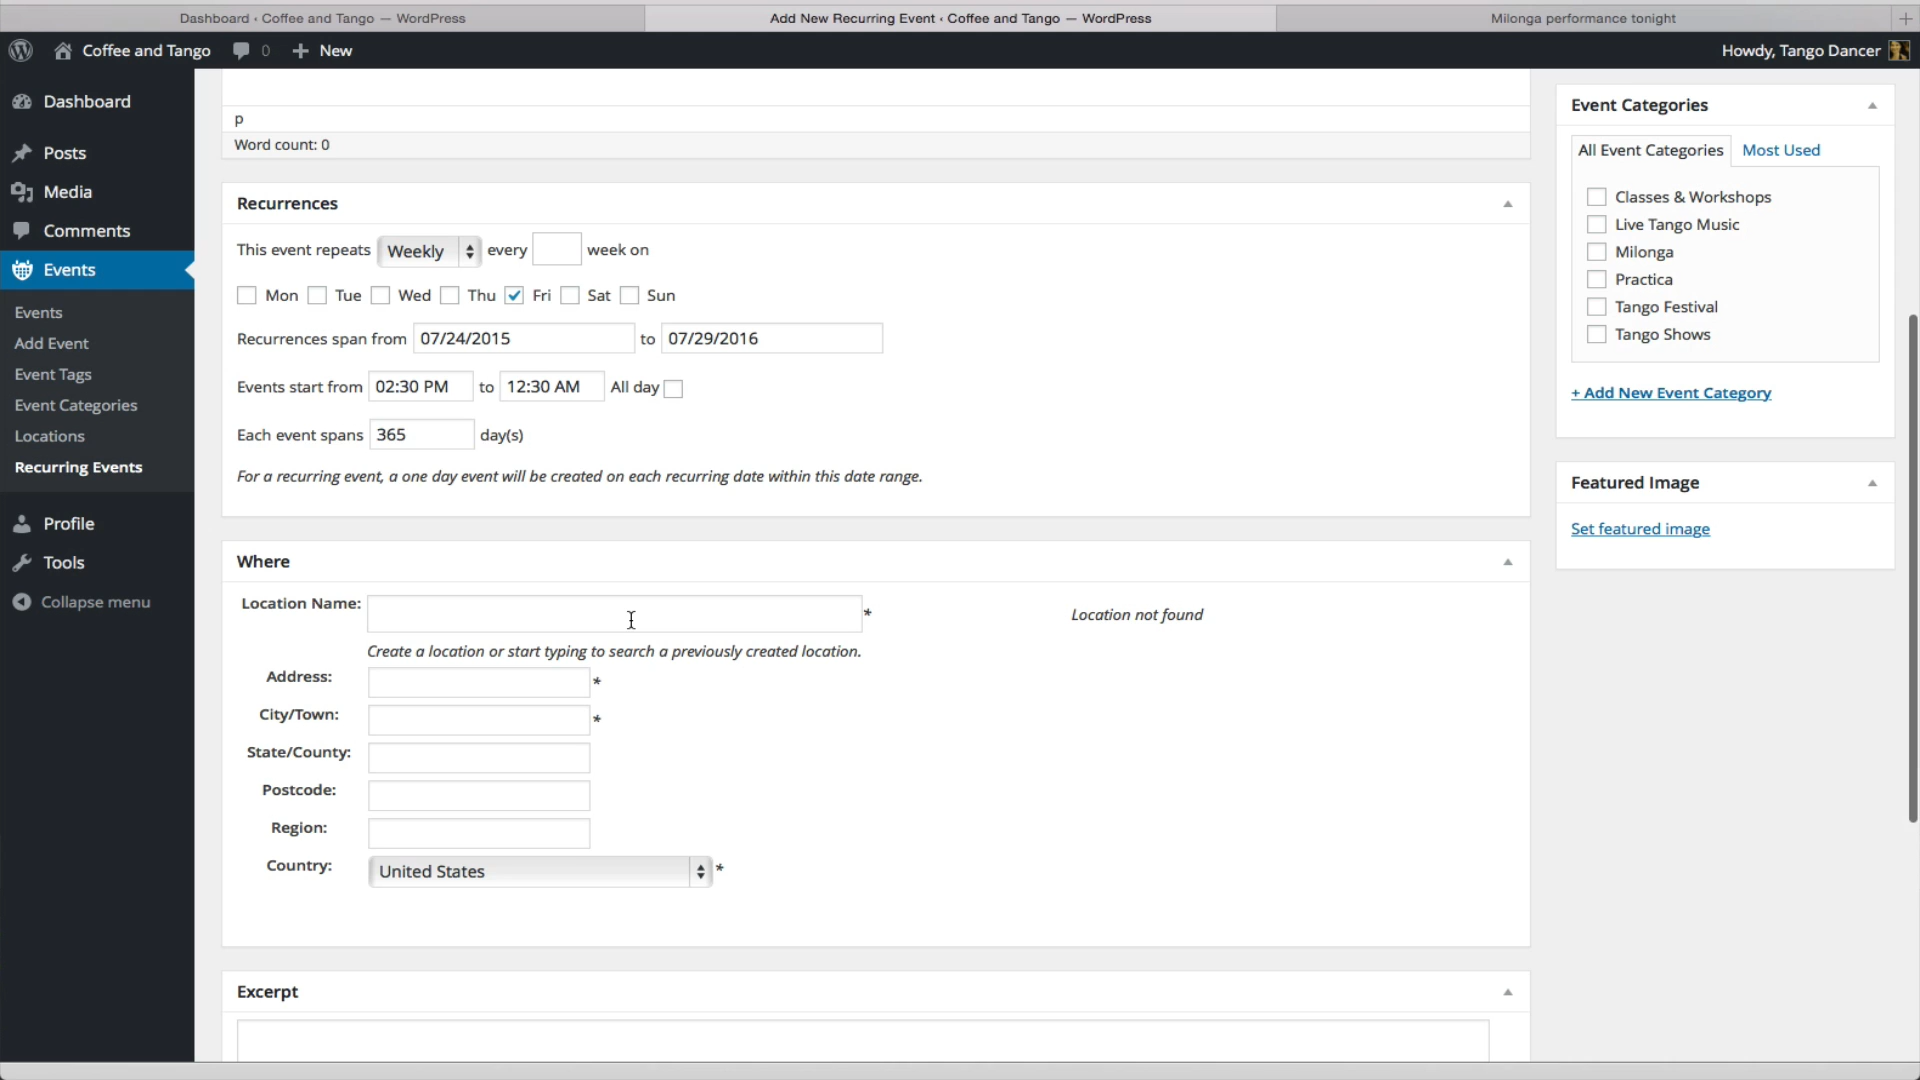 Dashboard ‹ Coffee and Tango — WordPress
Add New Recurring Event ‹ Coffee and Tango — WordPress
Milonga performance tonight
Coffee and Tango 0 New
Howdy, Tango Dancer
Dashboard
Posts
Media
Comments
Events
Events
Add Event
Event Tags
Event Categories
Locations
Recurring Events
Profile
Tools
Collapse menu
p
Word count: 0
Recurrences
This event repeats Weekly every week on
Mon Tue Wed Thu Fri Sat Sun
Recurrences span from 07/24/2015 to 07/29/2016
Events start from 02:30 PM to 12:30 AM All day
Each event spans 365 day(s)
For a recurring event, a one day event will be created on each recurring date within this date range.
Where
Location Name: * Location not found
Create a location or start typing to search a previously created location.
Address: *
City/Town: *
State/County:
Postcode:
Region:
Country: United States *
Excerpt
Event Categories
All Event Categories Most Used
Classes & Workshops
Live Tango Music
Milonga
Practica
Tango Festival
Tango Shows
+ Add New Event Category
Featured Image
Set featured image